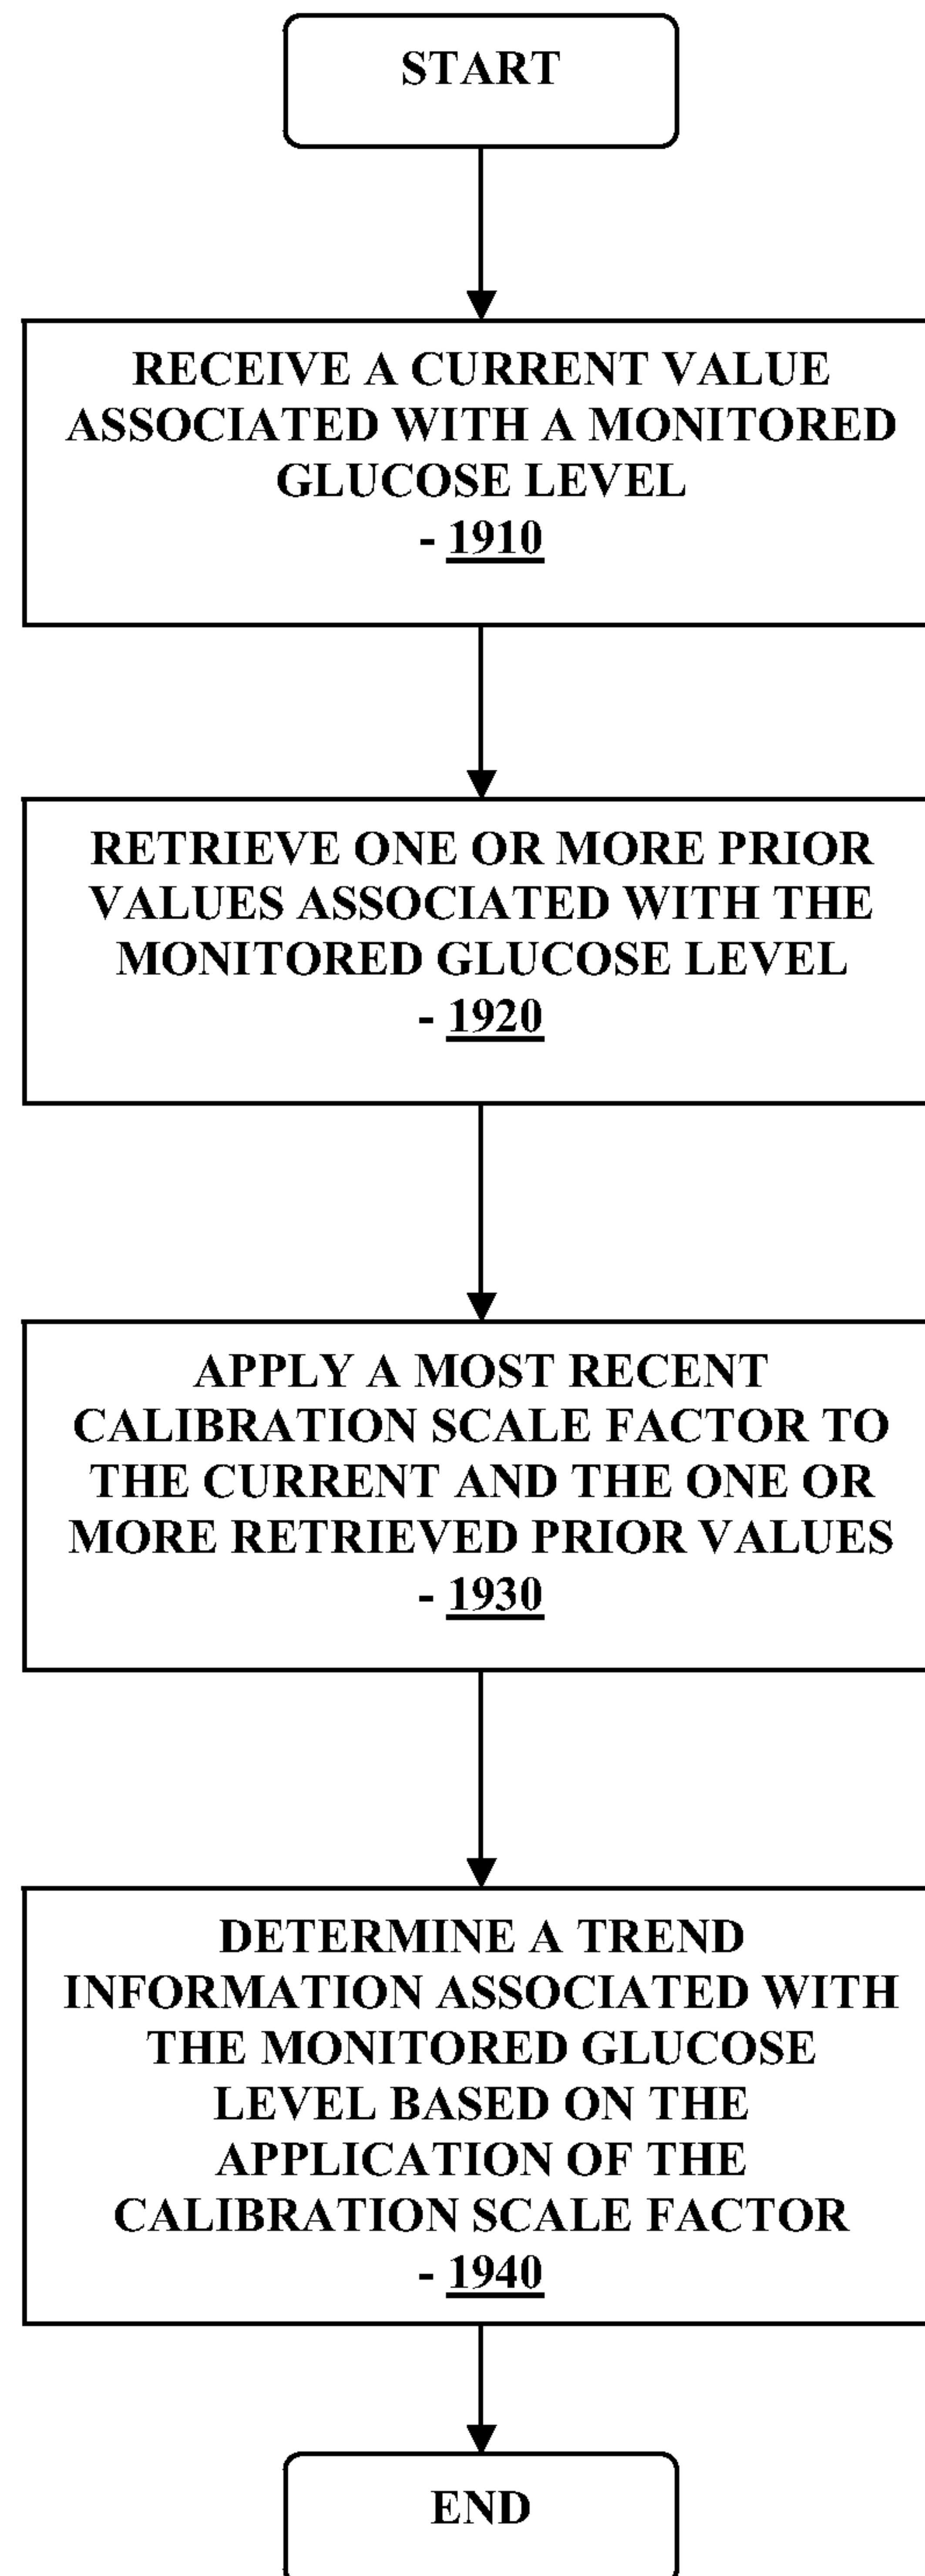 START
RECEIVE A CURRENT VALUE
ASSOCIATED WITH A MONITORED
GLUCOSE LEVEL
- 1910
RETRIEVE ONE OR MORE PRIOR
VALUES ASSOCIATED WITH THE
MONITORED GLUCOSE LEVEL
- 1920
APPLY A MOST RECENT
CALIBRATION SCALE FACTOR TO
THE CURRENT AND THE ONE OR
MORE RETRIEVED PRIOR VALUES
- 1930
DETERMINE A TREND
INFORMATION ASSOCIATED WITH
THE MONITORED GLUCOSE
LEVEL BASED ON THE
APPLICATION OF THE
CALIBRATION SCALE FACTOR
- 1940
END